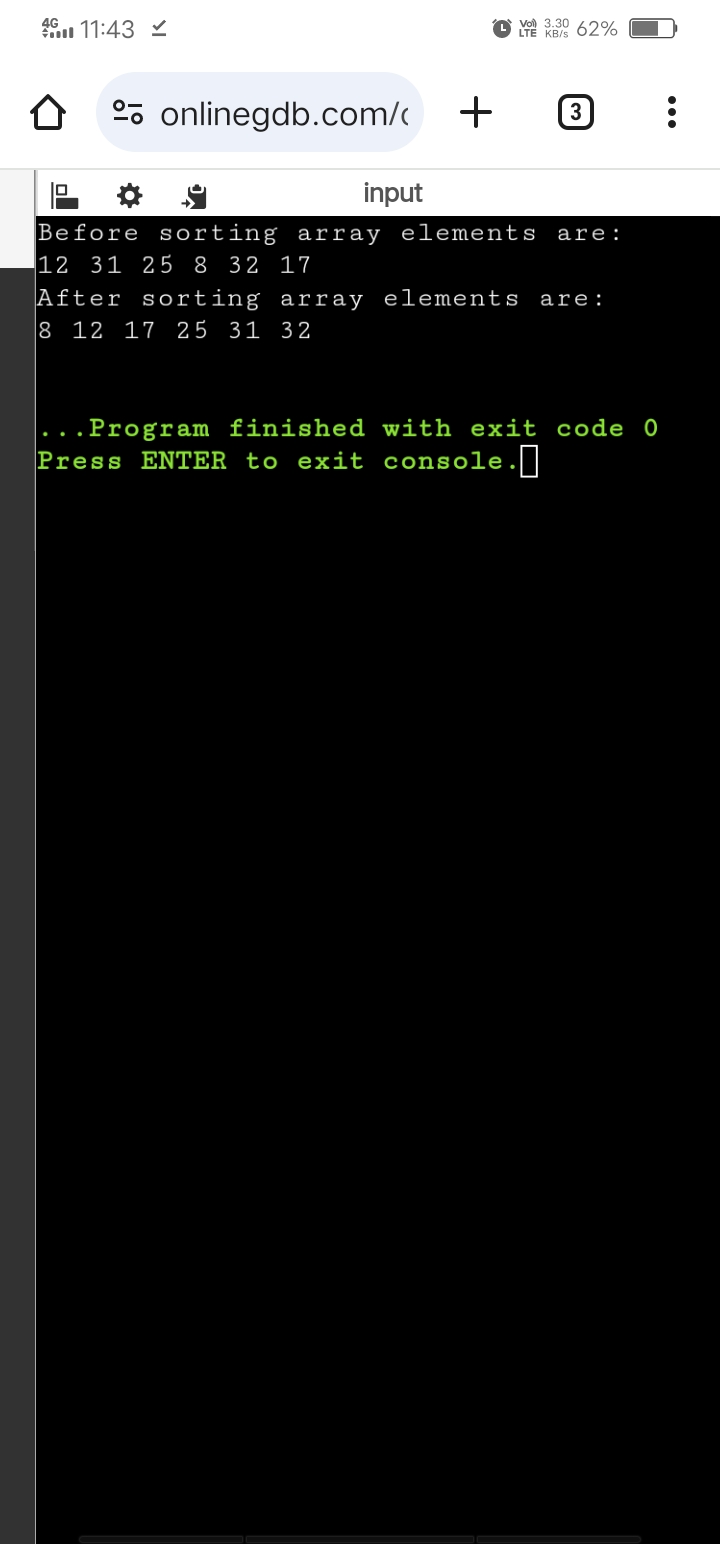 4G 11:43 Vo) LTE 3.30 KB/s 62%
onlinegdb.com/ 3
input
Before sorting array elements are:
12 31 25 8 32 17
After sorting array elements are:
8 12 17 25 31 32
...Program finished with exit code 0
Press ENTER to exit console.